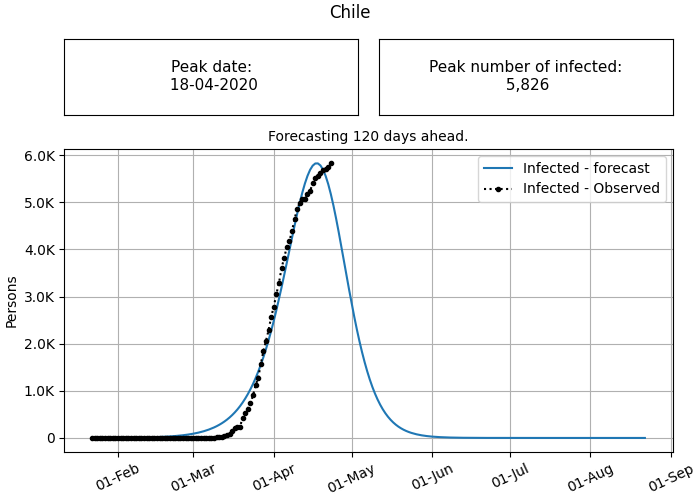 Chile
Peak date:
18-04-2020
Peak number of infected:
5,826
Forecasting 120 days ahead.
6.0K
5.0K
4.0K
3.0K
2.0K
1.0K
0
Persons
Infected - forecast
Infected - Observed
01-Feb
01-Mar
01-Apr
01-May
01-Jun
01-Jul
01-Aug
01-Sep